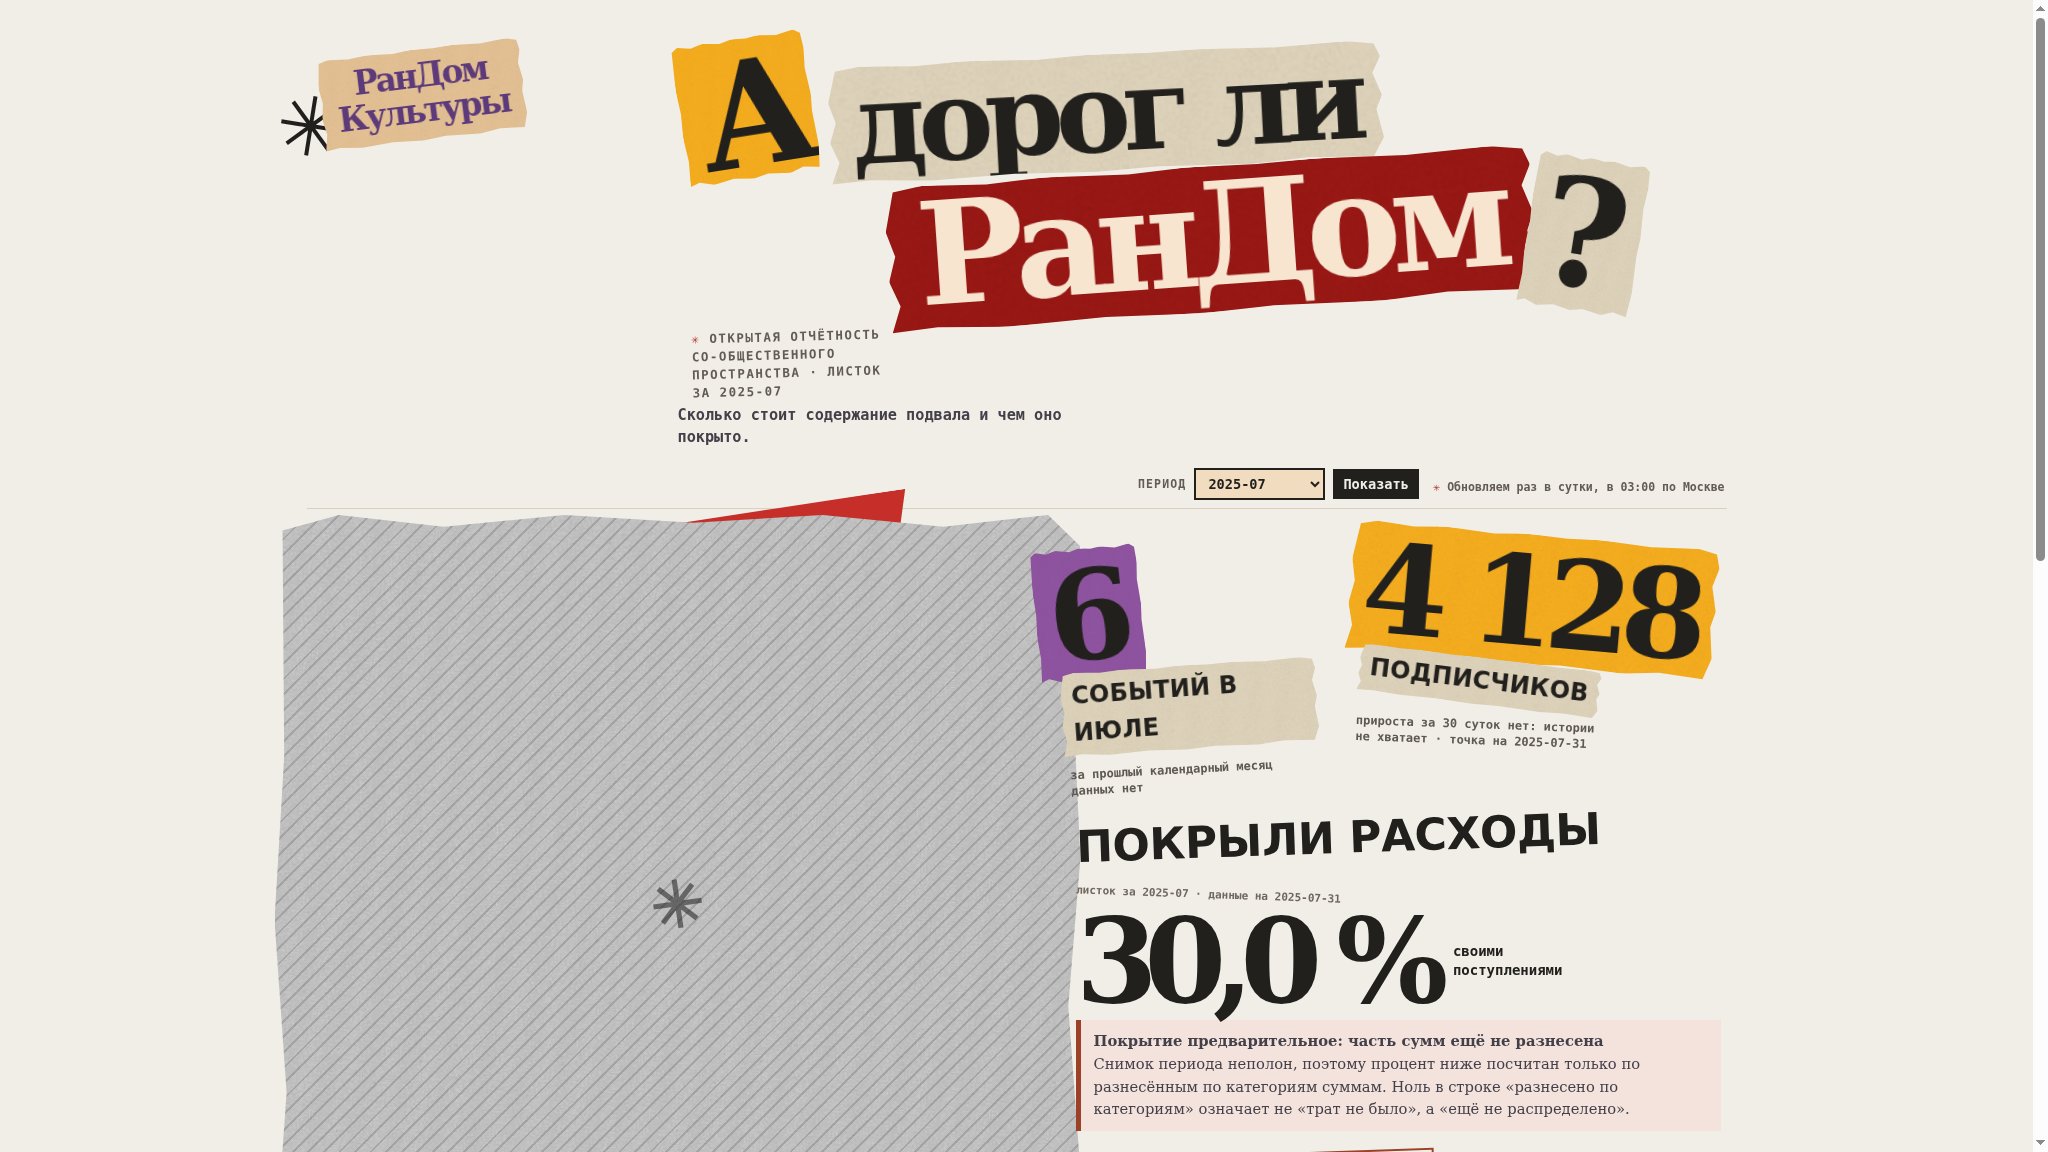 РанДом
Культуры
А дорог ли
РанДом ?
✳ ОТКРЫТАЯ ОТЧЁТНОСТЬ
СО-ОБЩЕСТВЕННОГО
ПРОСТРАНСТВА · ЛИСТОК
ЗА 2025-07
Сколько стоит содержание подвала и чем оно
покрыто.
ПЕРИОД 2025-07 Показать ✳ Обновляем раз в сутки, в 03:00 по Москве
6
СОБЫТИЙ В
ИЮЛЕ
за прошлый календарный месяц
данных нет
4 128
ПОДПИСЧИКОВ
прироста за 30 суток нет: истории
не хватает · точка на 2025-07-31
ПОКРЫЛИ РАСХОДЫ
листок за 2025-07 · данные на 2025-07-31
30,0 %
своими
поступлениями
Покрытие предварительное: часть сумм ещё не разнесена
Снимок периода неполон, поэтому процент ниже посчитан только по
разнесённым по категориям суммам. Ноль в строке «разнесено по
категориям» означает не «трат не было», а «ещё не распределено».